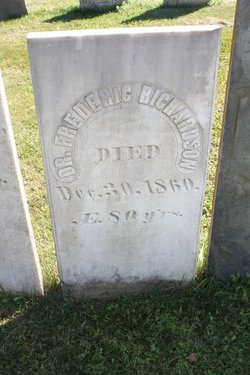 DR. FREDERIC RICHARDSON
DIED
Dec. 30. 1860.
Æ. 80 yrs.